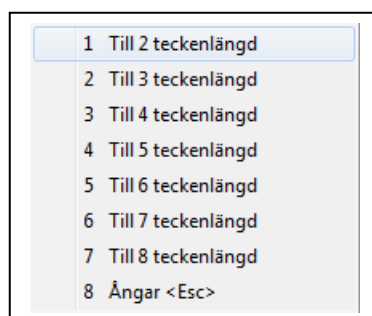 1 Till 2 teckenlängd
2 Till 3 teckenlängd
3 Till 4 teckenlängd
4 Till 5 teckenlängd
5 Till 6 teckenlängd
6 Till 7 teckenlängd
7 Till 8 teckenlängd
8 Ångar <Esc>